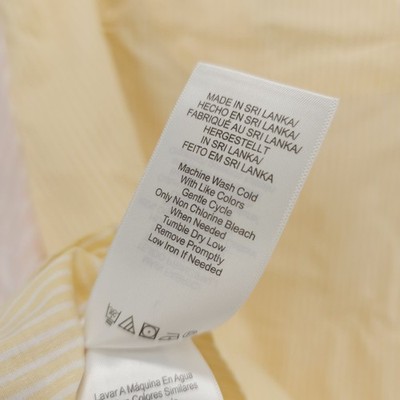 MADE IN SRI LANKA/
HECHO EN SRI LANKA/
FABRIQUÉ AU SRI LANKA/
HERGESTELLT
IN SRI LANKA/
FEITO EM SRI LANKA
Machine Wash Cold
With Like Colors
Gentle Cycle
Only Non Chlorine Bleach
When Needed
Tumble Dry Low
Remove Promptly
Low Iron If Needed
Lavar A Máquina En Agua
Colores Similares